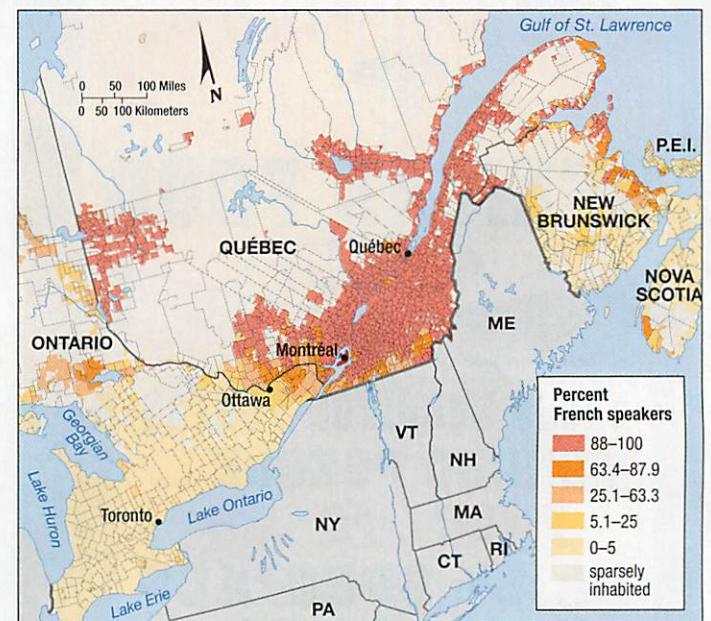 Gulf of St. Lawrence
0 50 100 Miles
0 50 100 Kilometers
N
P.E.I.
NEW
BRUNSWICK
QUÉBEC
Québec
NOVA
SCOTIA
ME
ONTARIO
Montréal
Ottawa
Georgian
Bay
VT
NH
Lake Huron
Toronto
Lake Ontario
NY
MA
CT
RI
Lake Erie
PA
Percent
French speakers
88–100
63.4–87.9
25.1–63.3
5.1–25
0–5
sparsely
inhabited